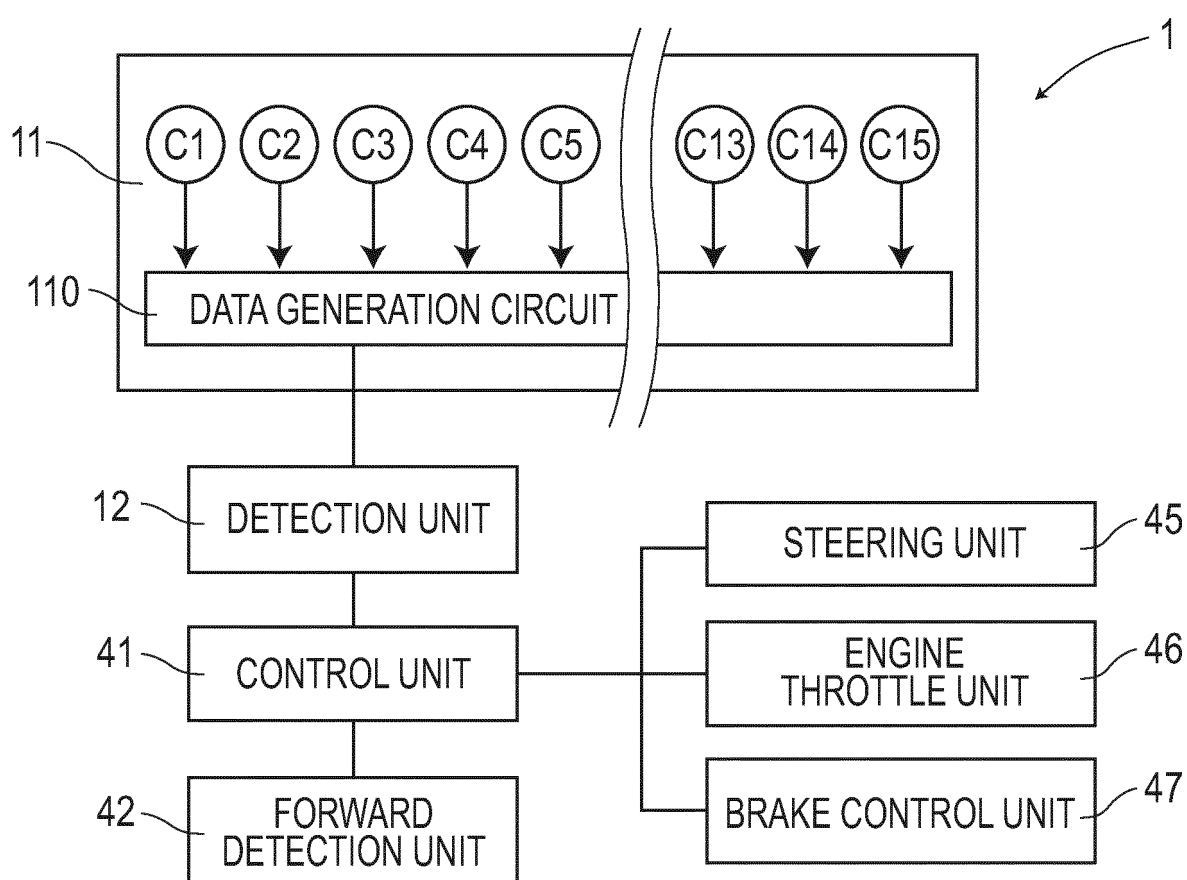 1
11
C1 C2 C3 C4 C5 C13 C14 C15
110
DATA GENERATION CIRCUIT
12
DETECTION UNIT
45
STEERING UNIT
41
CONTROL UNIT
46
ENGINE
THROTTLE UNIT
42
FORWARD
DETECTION UNIT
47
BRAKE CONTROL UNIT